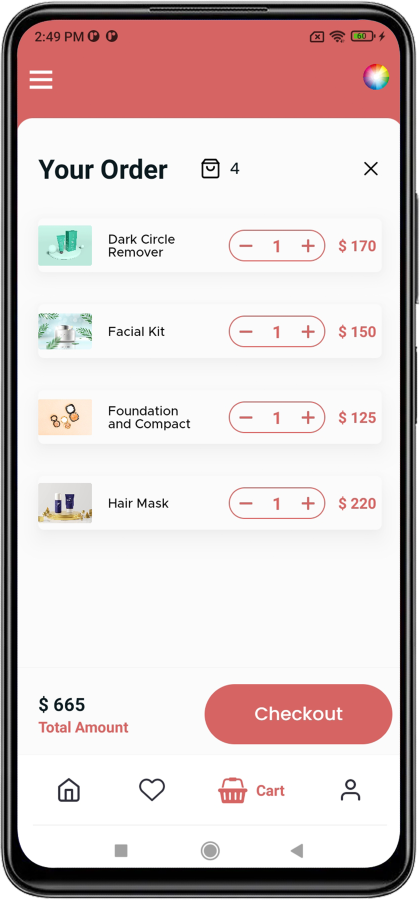 2:49 PM
60
Your Order
4
Dark Circle
Remover
1
$ 170
Facial Kit
1
$ 150
Foundation
and Compact
1
$ 125
Hair Mask
1
$ 220
$ 665
Total Amount
Checkout
Cart